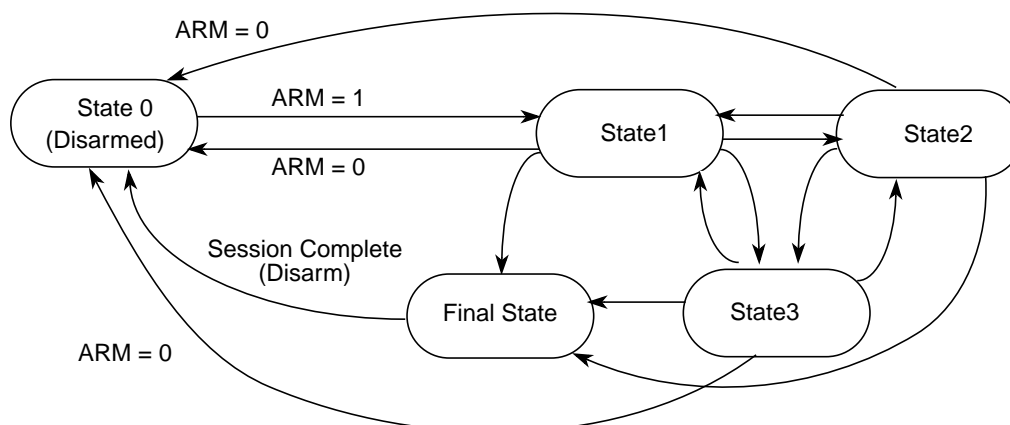 ARM = 0
State 0
(Disarmed)
ARM = 1
State1
State2
ARM = 0
Session Complete
(Disarm)
Final State
State3
ARM = 0